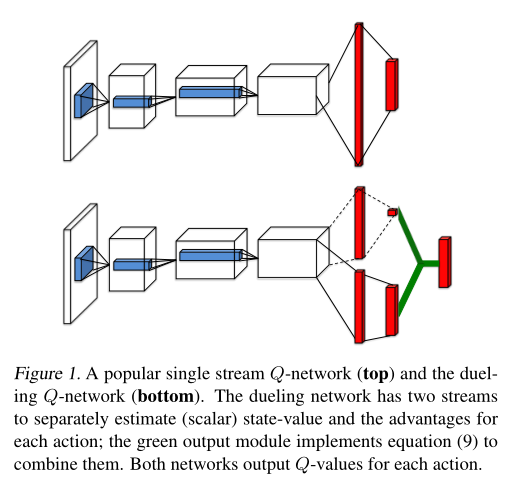 Figure 1. A popular single stream Q-network (top) and the duel-
ing Q-network (bottom). The dueling network has two streams
to separately estimate (scalar) state-value and the advantages for
each action; the green output module implements equation (9) to
combine them. Both networks output Q-values for each action.